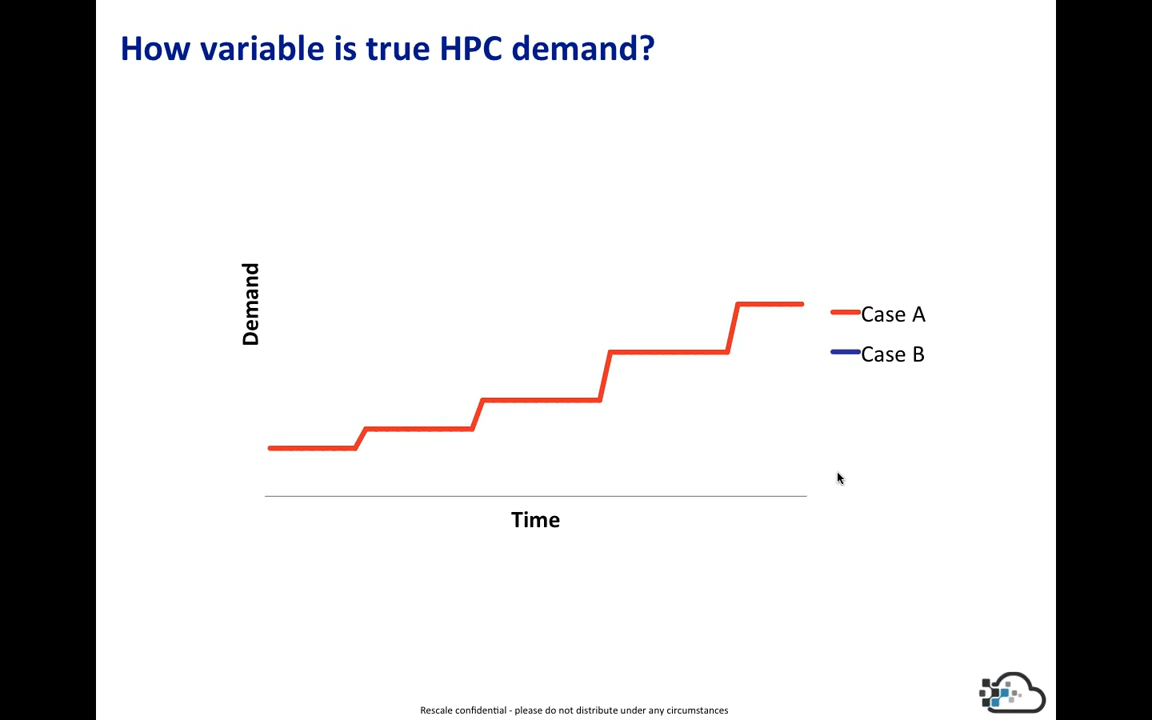 How variable is true HPC demand?
Demand
Case A
Case B
Time
Rescale confidential - please do not distribute under any circumstances